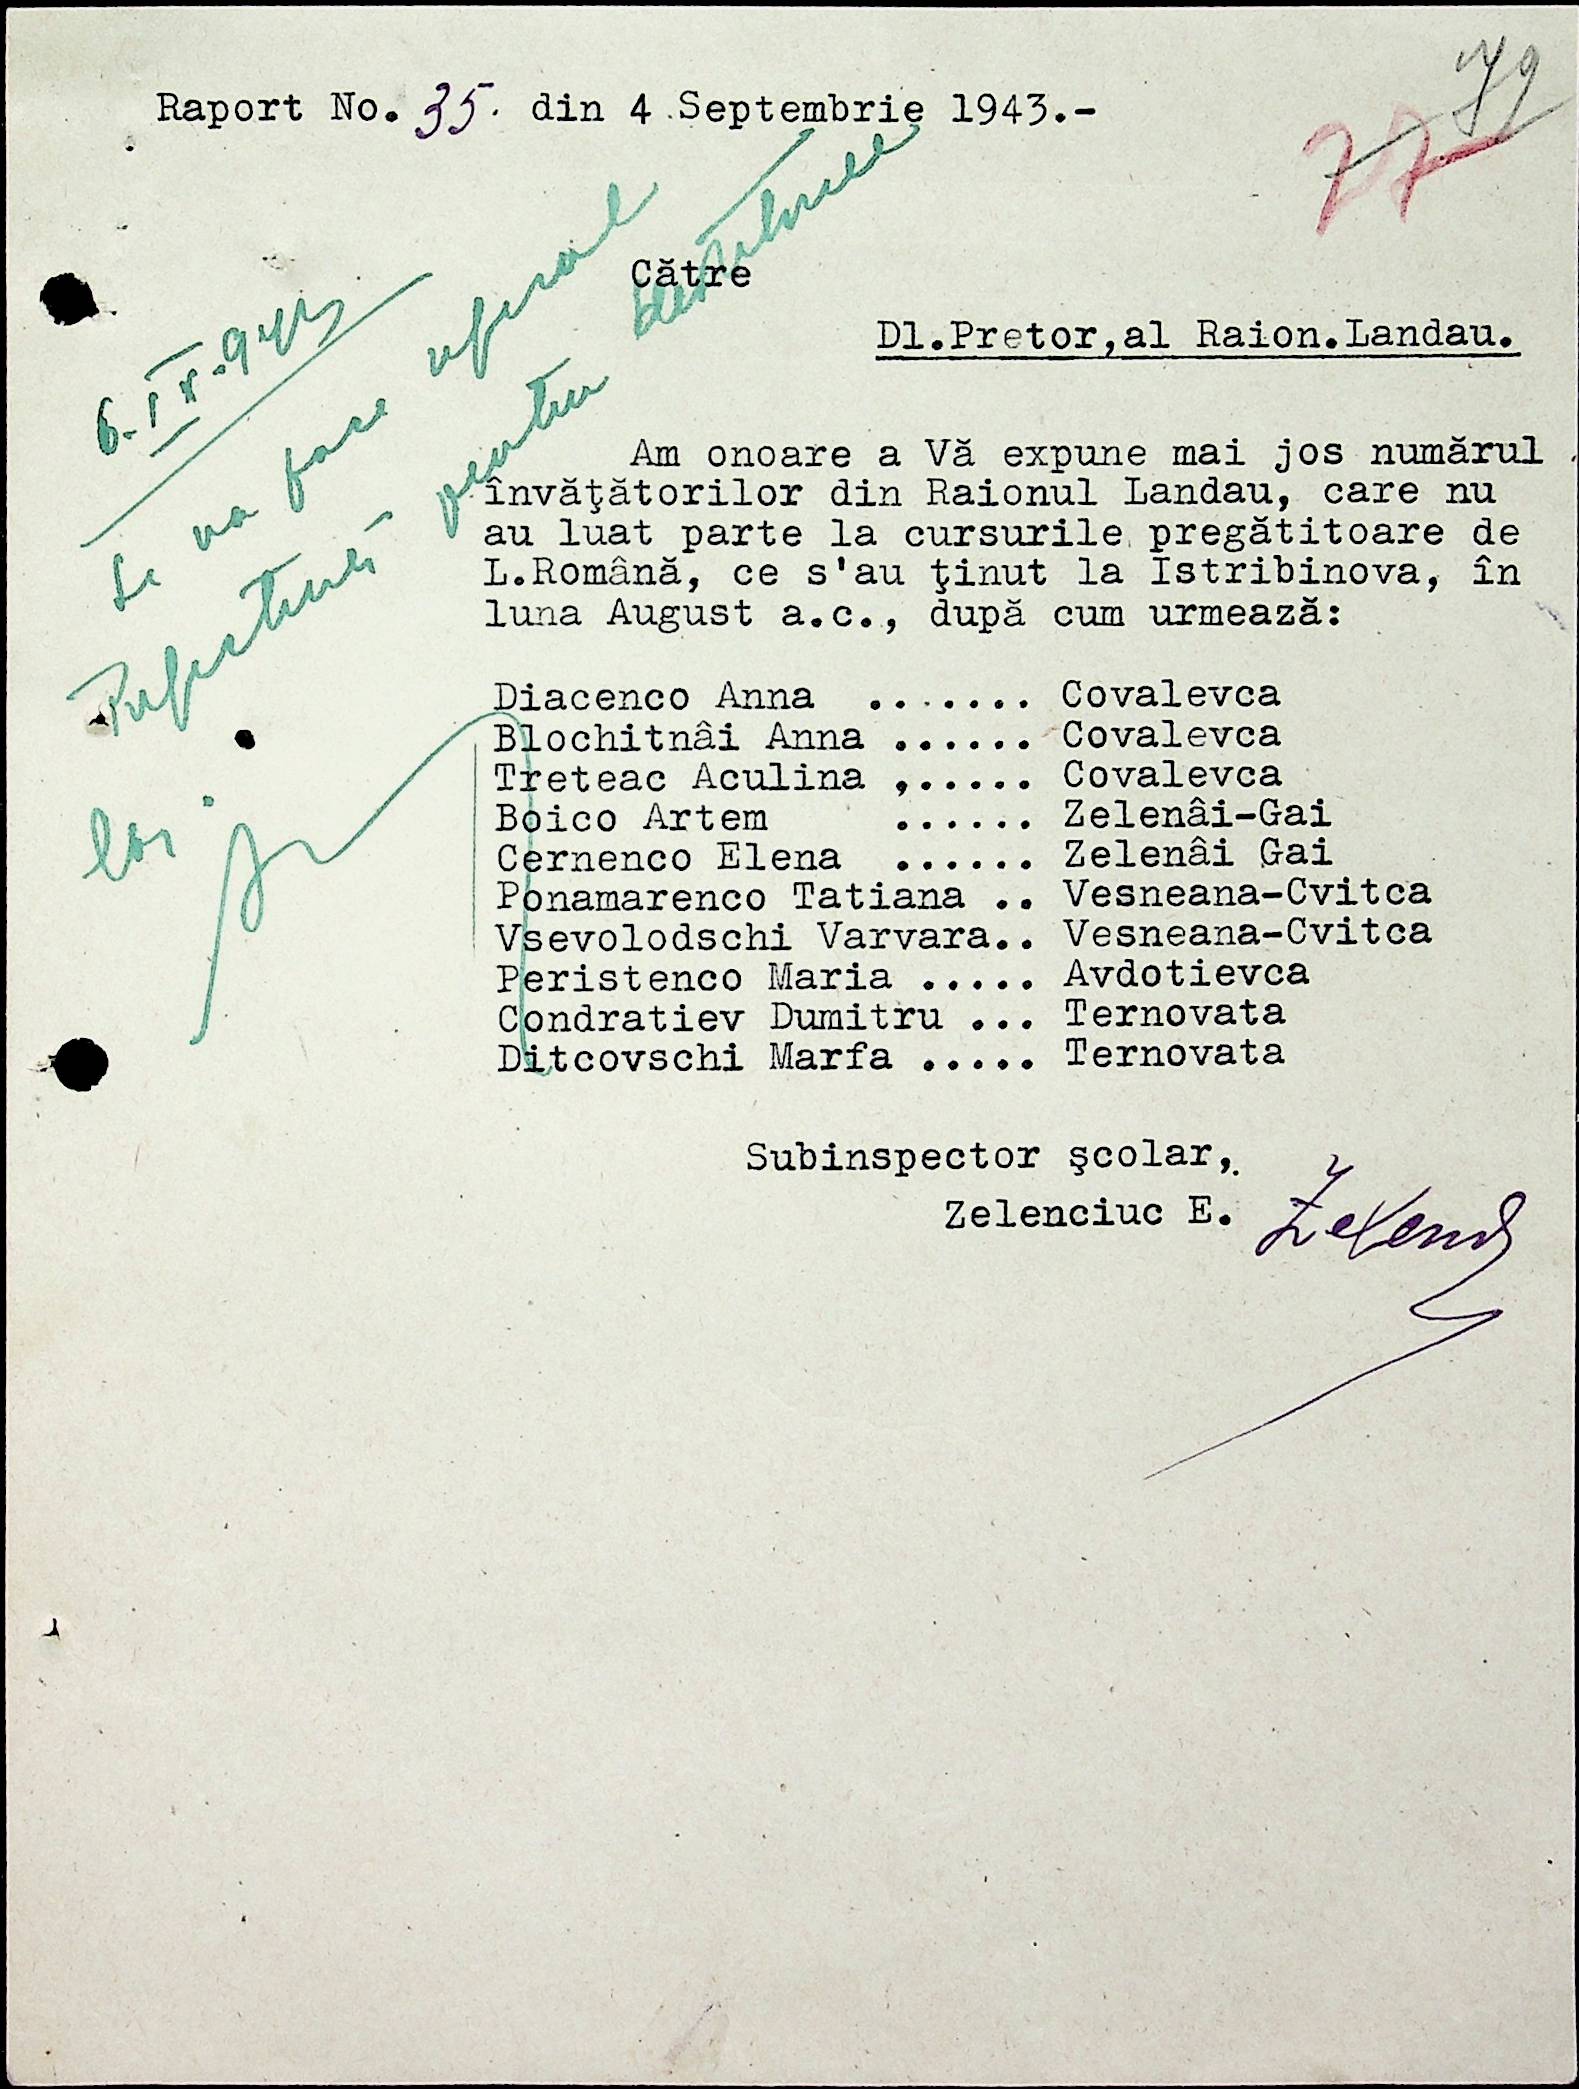 79
77
Raport No. 35. din 4 Septembrie 1943.-
Către
Dl.Pretor,al Raion.Landau.
6.IX.943
Se va face
Prefecturei pentru
Am onoare a Vă expune mai jos numărul
învăţătorilor din Raionul Landau, care nu
au luat parte la cursurile pregătitoare de
L.Română, ce s'au ţinut la Istribinova, în
luna August a.c., după cum urmează:
Diacenco Anna ....... Covalevca
Blochitnâi Anna ...... Covalevca
Treteac Aculina ,..... Covalevca
Boico Artem ...... Zelenâi-Gai
Cernenco Elena ...... Zelenâi Gai
Ponamarenco Tatiana .. Vesneana-Cvitca
Vsevolodschi Varvara.. Vesneana-Cvitca
Peristenco Maria ..... Avdotievca
Condratiev Dumitru ... Ternovata
Ditcovschi Marfa ..... Ternovata
Subinspector şcolar,.
Zelenciuc E.